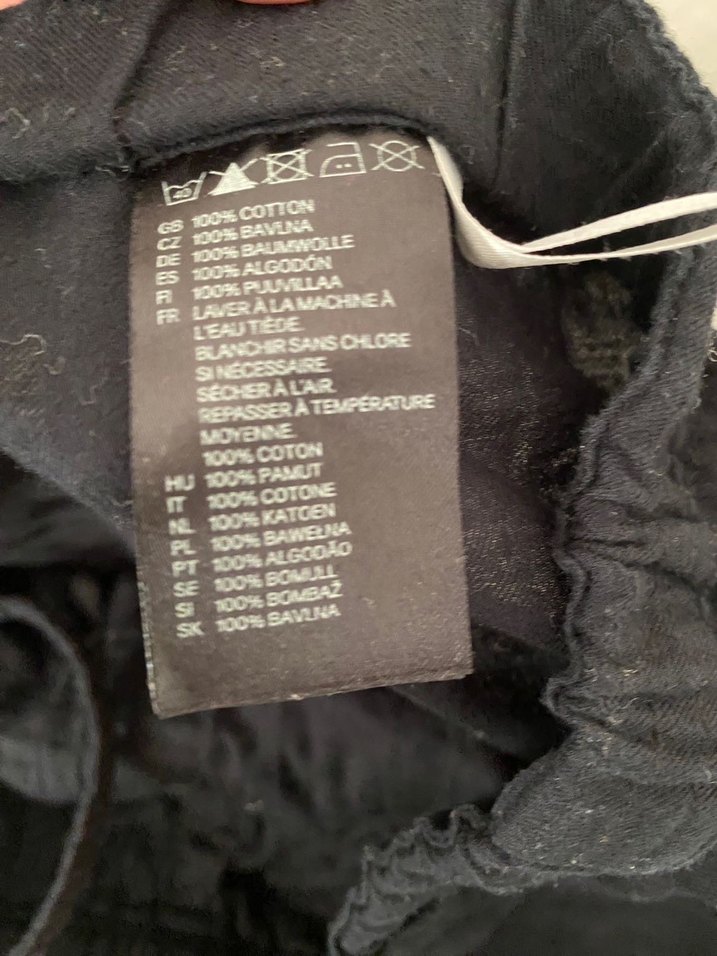 40
GB 100% COTTON
CZ 100% BAVLNA
DE 100% BAUMWOLLE
ES 100% ALGODÓN
FI 100% PUUVILLAA
FR LAVER À LA MACHINE À
L'EAU TIÈDE.
BLANCHIR SANS CHLORE
SI NÉCESSAIRE.
SÉCHER À L'AIR.
REPASSER À TEMPÉRATURE
MOYENNE.
100% COTON
HU 100% PAMUT
IT 100% COTONE
NL 100% KATOEN
PL 100% BAWEŁNA
PT 100% ALGODÃO
SE 100% BOMULL
SI 100% BOMBAŽ
SK 100% BAVLNA